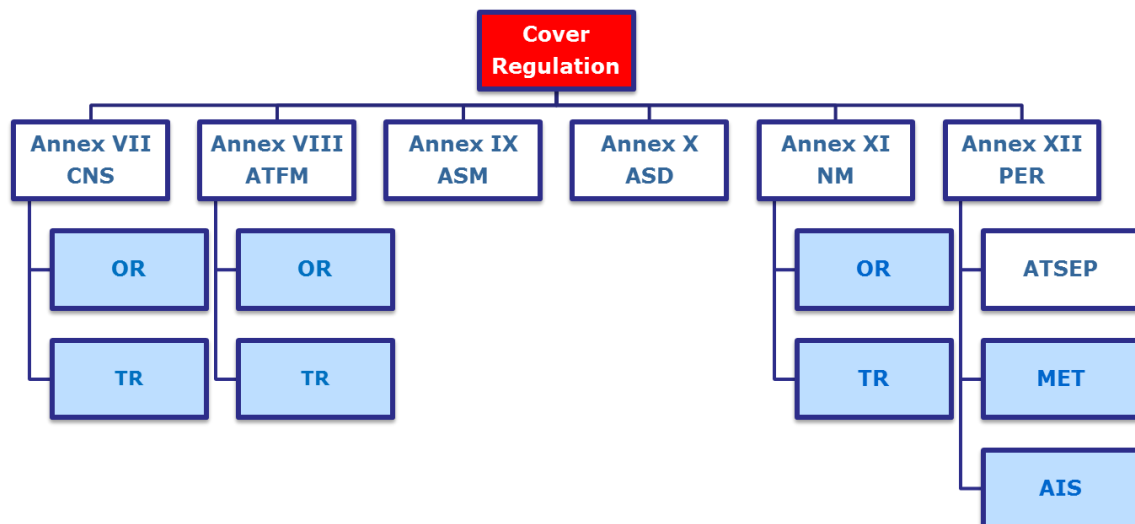 Cover
Regulation
Annex VII
CNS
Annex VIII
ATFM
Annex IX
ASM
Annex X
ASD
Annex XI
NM
Annex XII
PER
OR
OR
OR
ATSEP
TR
TR
TR
MET
AIS